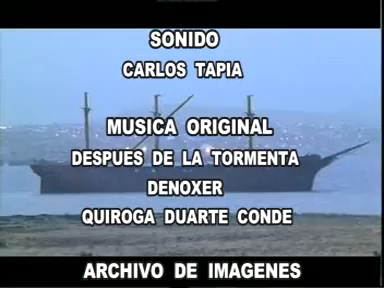 SONIDO
CARLOS TAPIA
MUSICA ORIGINAL
DESPUES DE LA TORMENTA
DENOXER
QUIROGA DUARTE CONDE
ARCHIVO DE IMAGENES